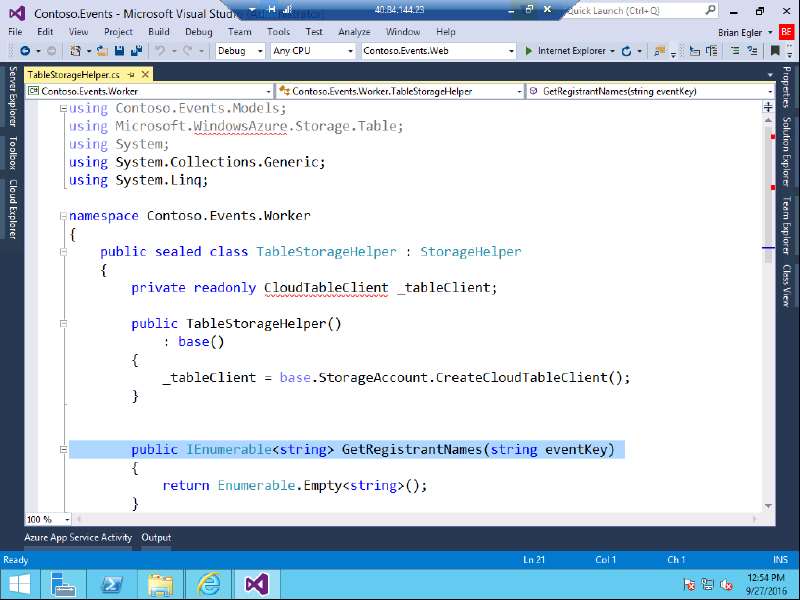 Contoso.Events - Microsoft Visual Stu
40.84.144.23
Quick Launch (Ctrl+Q)
File Edit View Project Build Debug Team Tools Test Analyze Window Help
Brian Egler
BE
Debug Any CPU Contoso.Events.Web Internet Explorer
TableStorageHelper.cs
Contoso.Events.Worker
Contoso.Events.Worker.TableStorageHelper
GetRegistrantNames(string eventKey)
Server Explorer
Toolbox
Cloud Explorer
using Contoso.Events.Models;
using Microsoft.WindowsAzure.Storage.Table;
using System;
using System.Collections.Generic;
using System.Linq;
namespace Contoso.Events.Worker
{
public sealed class TableStorageHelper : StorageHelper
{
private readonly CloudTableClient _tableClient;
public TableStorageHelper()
: base()
{
_tableClient = base.StorageAccount.CreateCloudTableClient();
}
public IEnumerable<string> GetRegistrantNames(string eventKey)
{
return Enumerable.Empty<string>();
}
Properties
Solution Explorer
Team Explorer
Class View
100 %
Azure App Service Activity Output
Ready
Ln 21
Col 1
Ch 1
INS
12:54 PM
9/27/2016